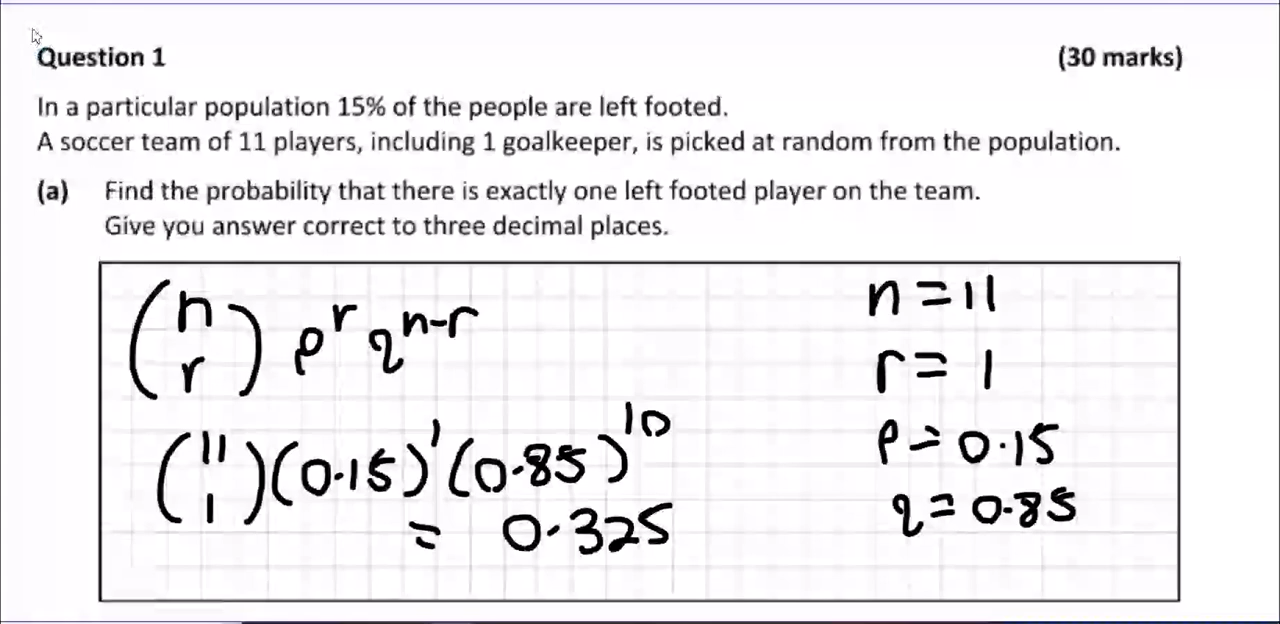 Question 1 (30 marks)
In a particular population 15% of the people are left footed.
A soccer team of 11 players, including 1 goalkeeper, is picked at random from the population.
(a) Find the probability that there is exactly one left footed player on the team.
Give you answer correct to three decimal places.
(n r) p^r q^(n-r)
n = 11
r = 1
(11 1)(0.15)^1(0.85)^10
p = 0.15
= 0.325
q = 0.85